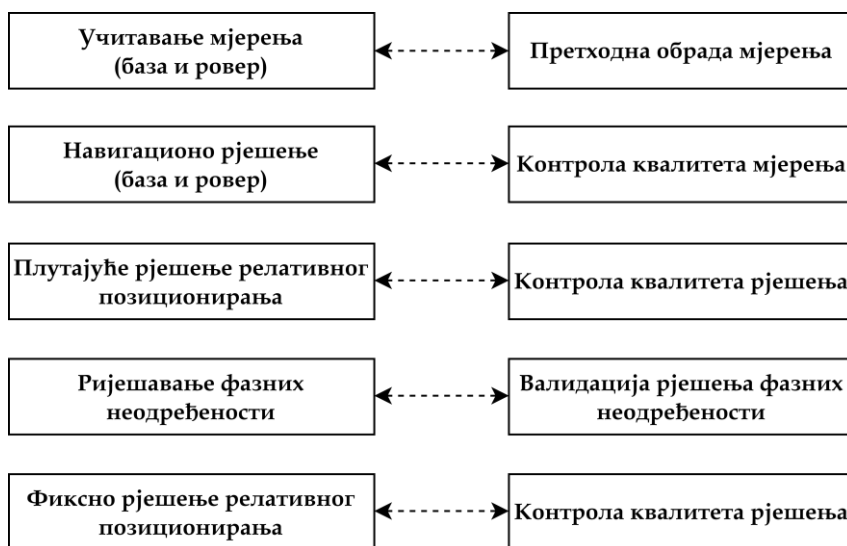 Учитавање мјерења
(база и ровер)
Претходна обрада мјерења
Навигационо рјешење
(база и ровер)
Контрола квалитета мјерења
Плутајуће рјешење релативног
позиционирања
Контрола квалитета рјешења
Ријешавање фазних
неодређености
Валидација рјешења фазних
неодређености
Фиксно рјешење релативног
позиционирања
Контрола квалитета рјешења